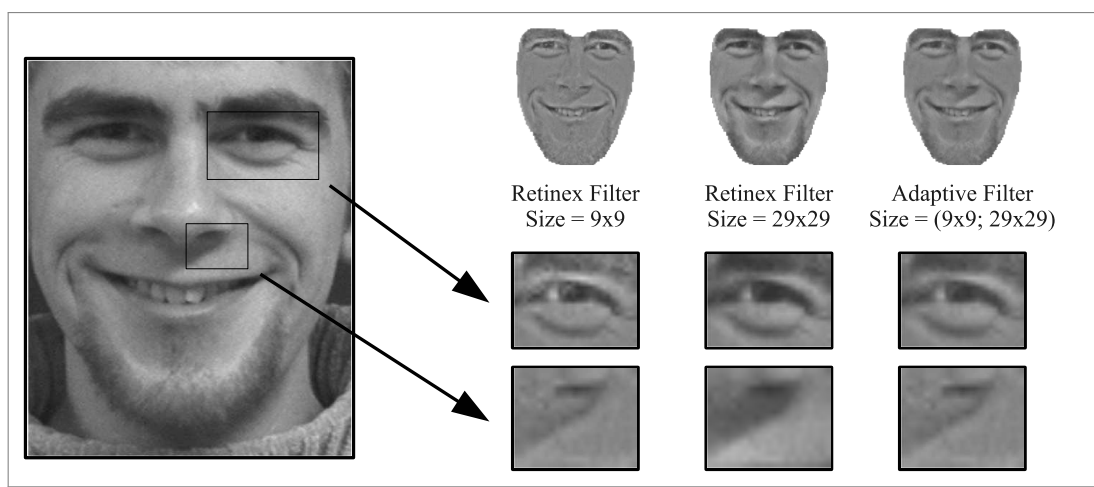 Retinex Filter
Size = 9x9
Retinex Filter
Size = 29x29
Adaptive Filter
Size = (9x9; 29x29)